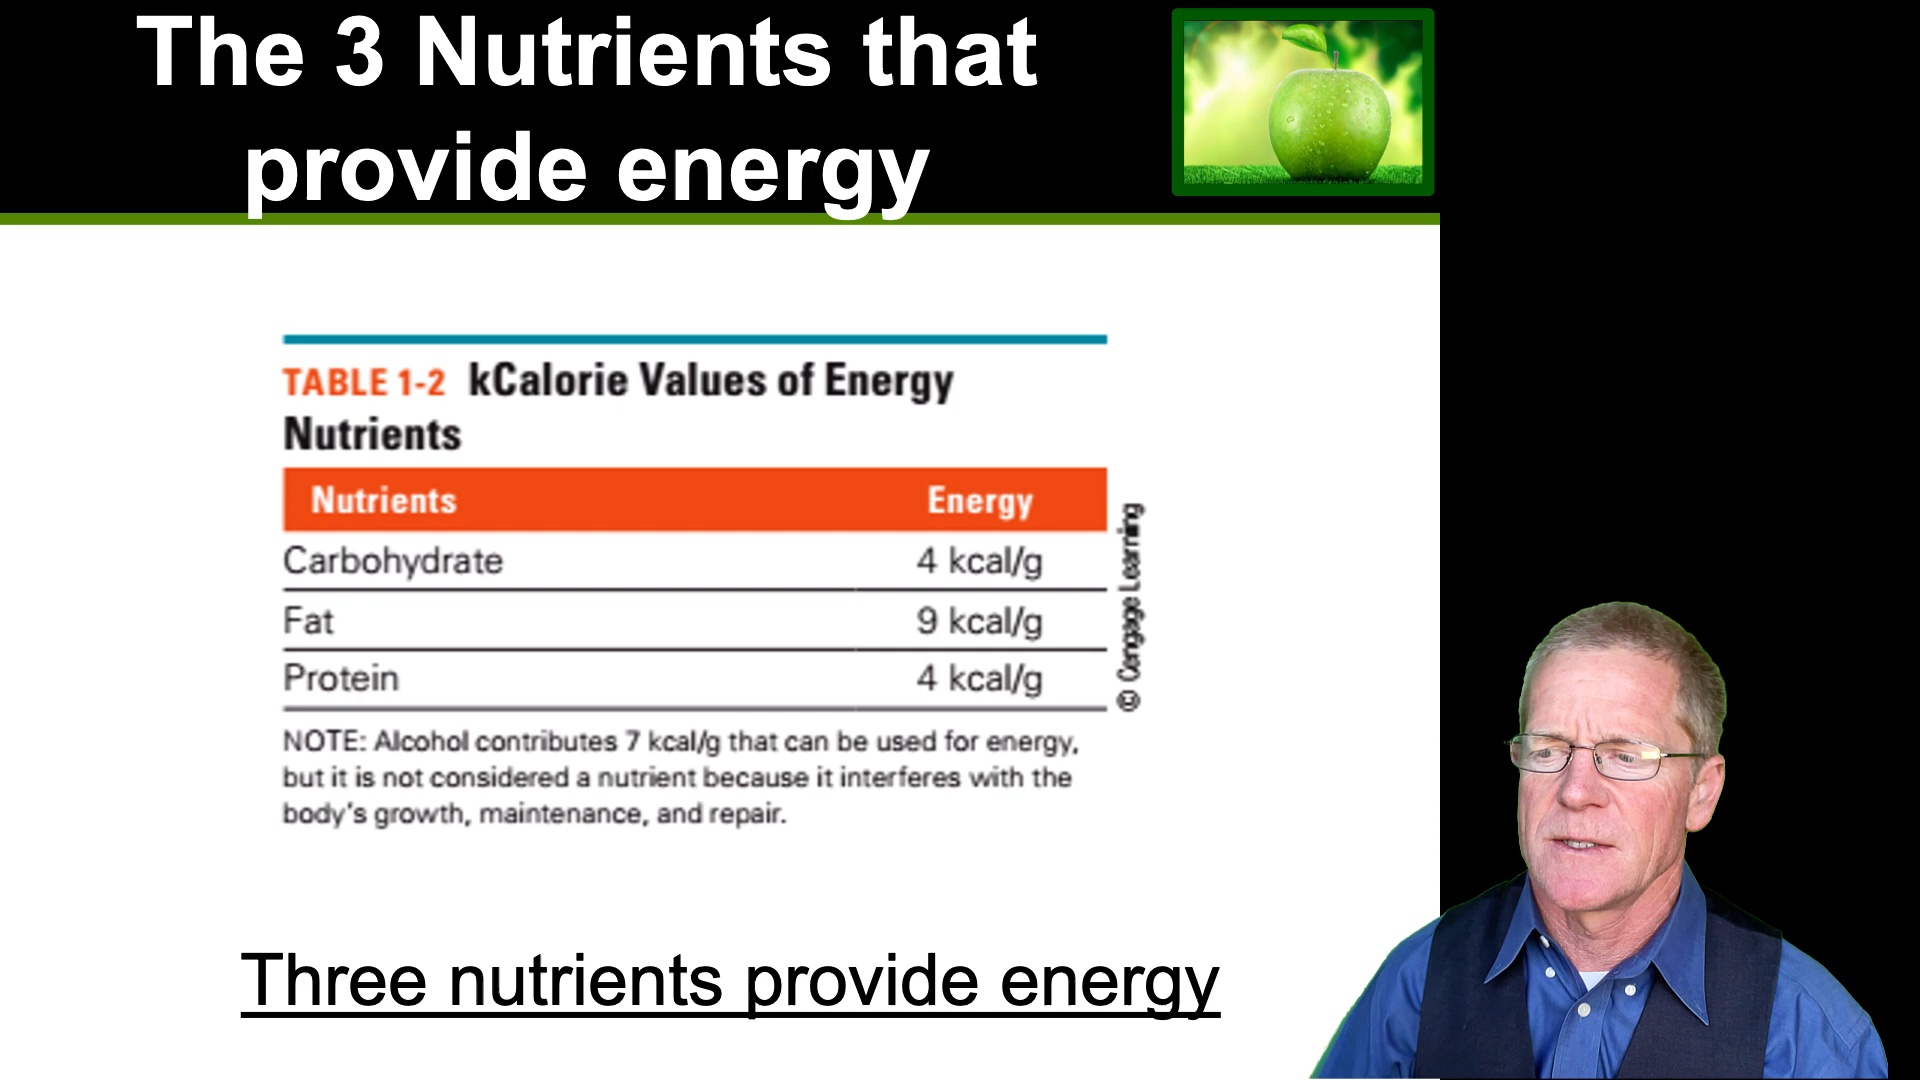 The 3 Nutrients that
provide energy
TABLE 1-2 kCalorie Values of Energy
Nutrients
Nutrients Energy
Carbohydrate 4 kcal/g
Fat 9 kcal/g
Protein 4 kcal/g
© Cengage Learning
NOTE: Alcohol contributes 7 kcal/g that can be used for energy,
but it is not considered a nutrient because it interferes with the
body's growth, maintenance, and repair.
Three nutrients provide energy